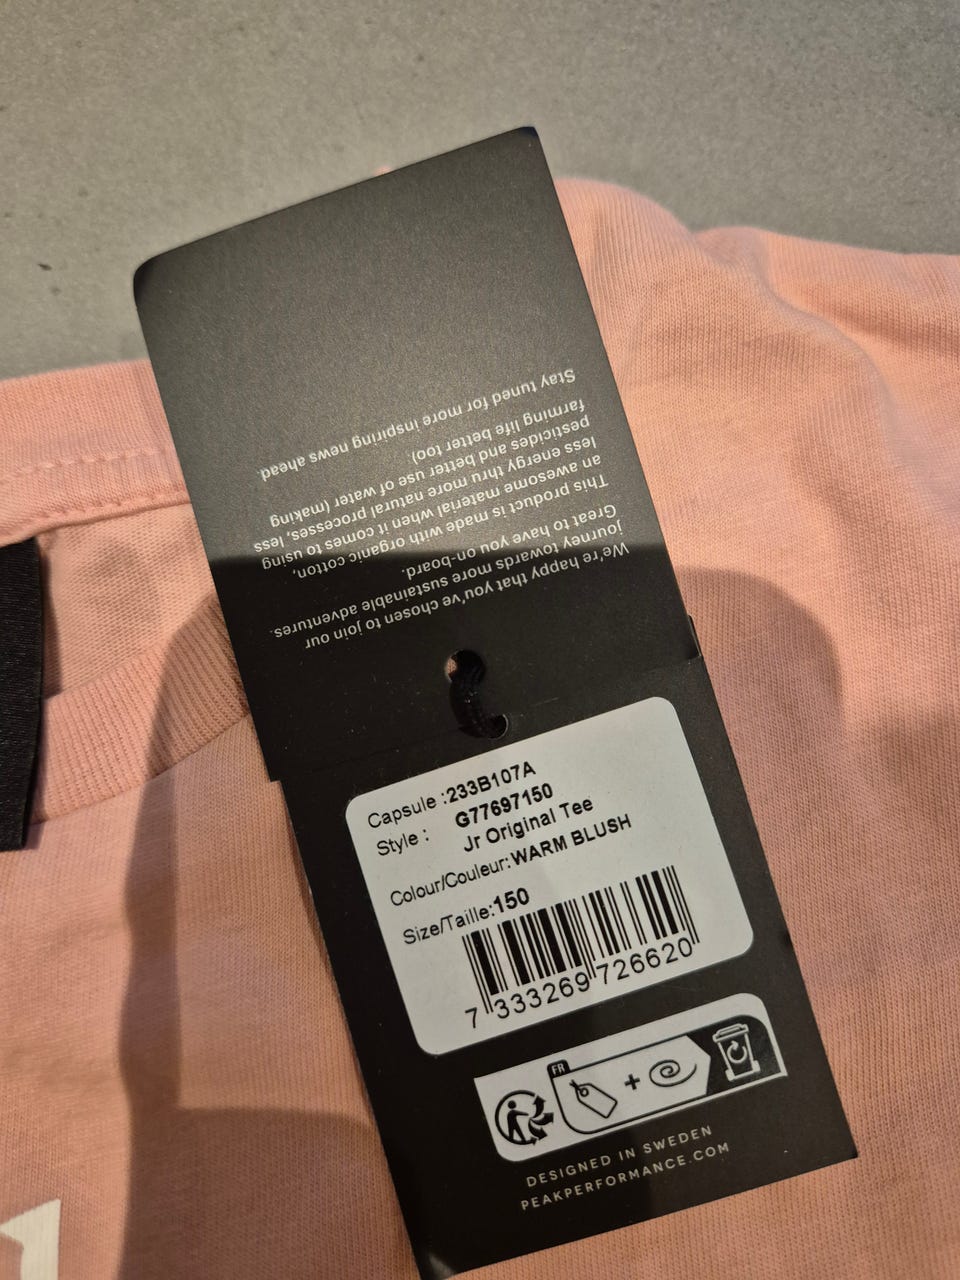 We're happy that you've chosen to join our
journey towards more sustainable adventures.
Great to have you on-board.
This product is made with organic cotton,
an awesome material when it comes to using
less energy thru more natural processes, less
pesticides and better use of water (making
farming life better too)
Stay tuned for more inspiring news ahead.
Capsule :233B107A
Style : G77697150
Jr Original Tee
Colour/Couleur:WARM BLUSH
Size/Taille:150
7 333269 726620
FR
+
DESIGNED IN SWEDEN
PEAKPERFORMANCE.COM